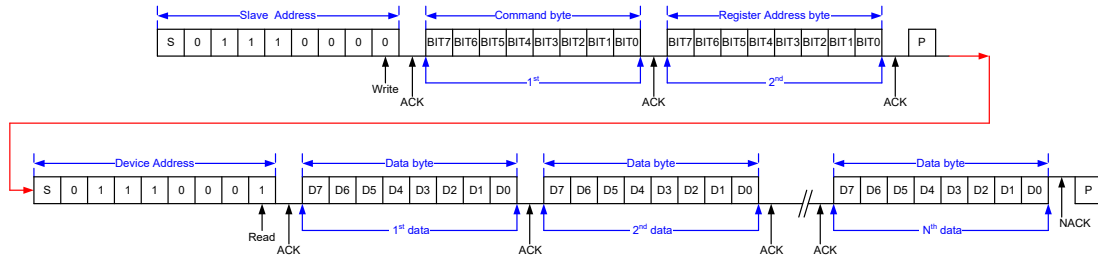 Slave Address Command byte Register Address byte
S 0 1 1 1 0 0 0 0 BIT7 BIT6 BIT5 BIT4 BIT3 BIT2 BIT1 BIT0 BIT7 BIT6 BIT5 BIT4 BIT3 BIT2 BIT1 BIT0 P
1st 2nd
Write ACK ACK ACK
Device Address Data byte Data byte Data byte
S 0 1 1 1 0 0 0 1 D7 D6 D5 D4 D3 D2 D1 D0 D7 D6 D5 D4 D3 D2 D1 D0 // D7 D6 D5 D4 D3 D2 D1 D0 P
Read 1st data 2nd data Nth data NACK
ACK ACK ACK ACK